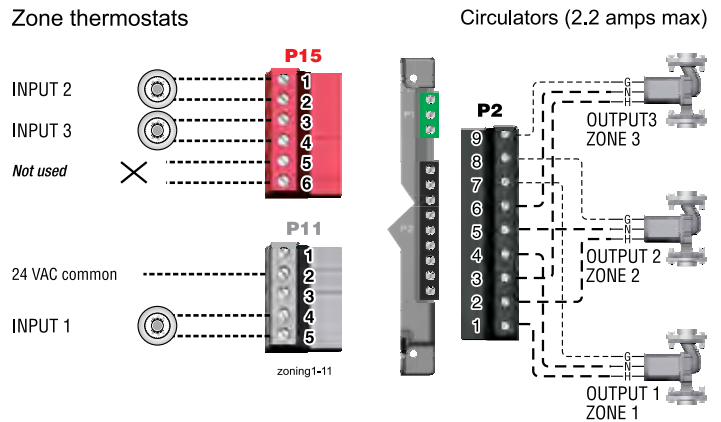 Zone thermostats
Circulators (2.2 amps max)
P15
INPUT 2
INPUT 3
Not used
1
2
3
4
5
6
P11
24 VAC common
INPUT 1
1
2
3
4
5
zoning1-11
P1
P2
P2
9
8
7
6
5
4
3
2
1
G
N
H
OUTPUT3
ZONE 3
G
N
H
OUTPUT 2
ZONE 2
G
N
H
OUTPUT 1
ZONE 1